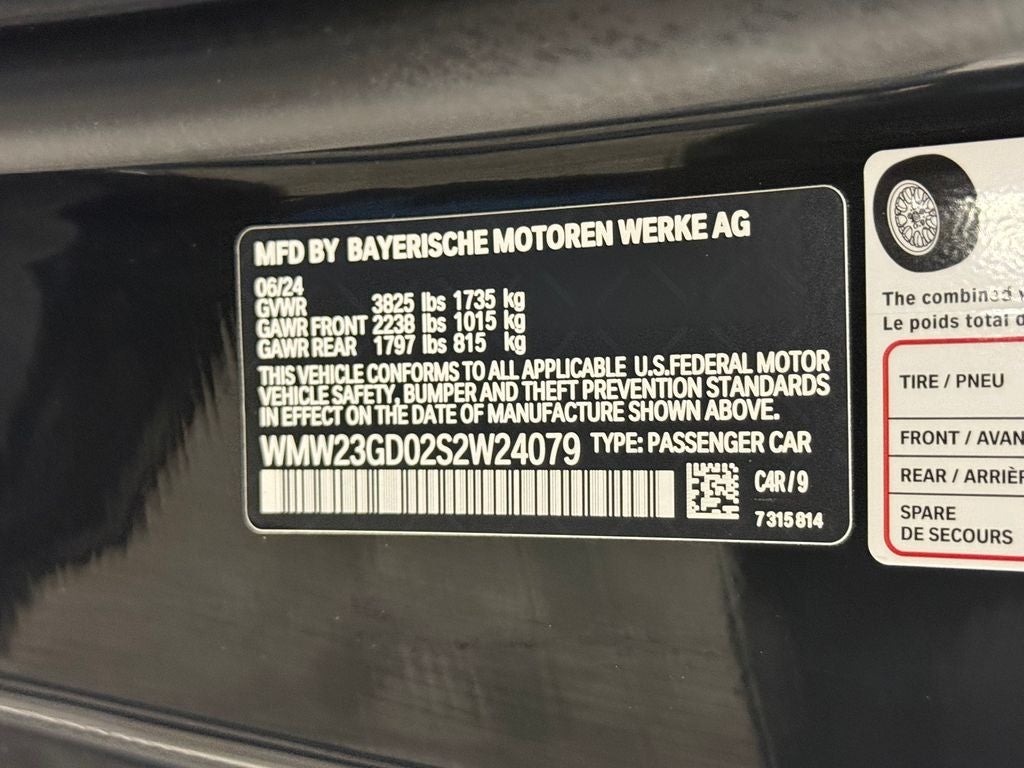 MFD BY BAYERISCHE MOTOREN WERKE AG
06/24
GVWR 3825 lbs 1735 kg
GAWR FRONT 2238 lbs 1015 kg
GAWR REAR 1797 lbs 815 kg
THIS VEHICLE CONFORMS TO ALL APPLICABLE U.S.FEDERAL MOTOR
VEHICLE SAFETY, BUMPER AND THEFT PREVENTION STANDARDS
IN EFFECT ON THE DATE OF MANUFACTURE SHOWN ABOVE.
WMW23GD02S2W24079 TYPE: PASSENGER CAR
C4R/9
7315814
The combined
Le poids total
TIRE / PNEU
FRONT / AVAN
REAR / ARRIÈR
SPARE
DE SECOURS